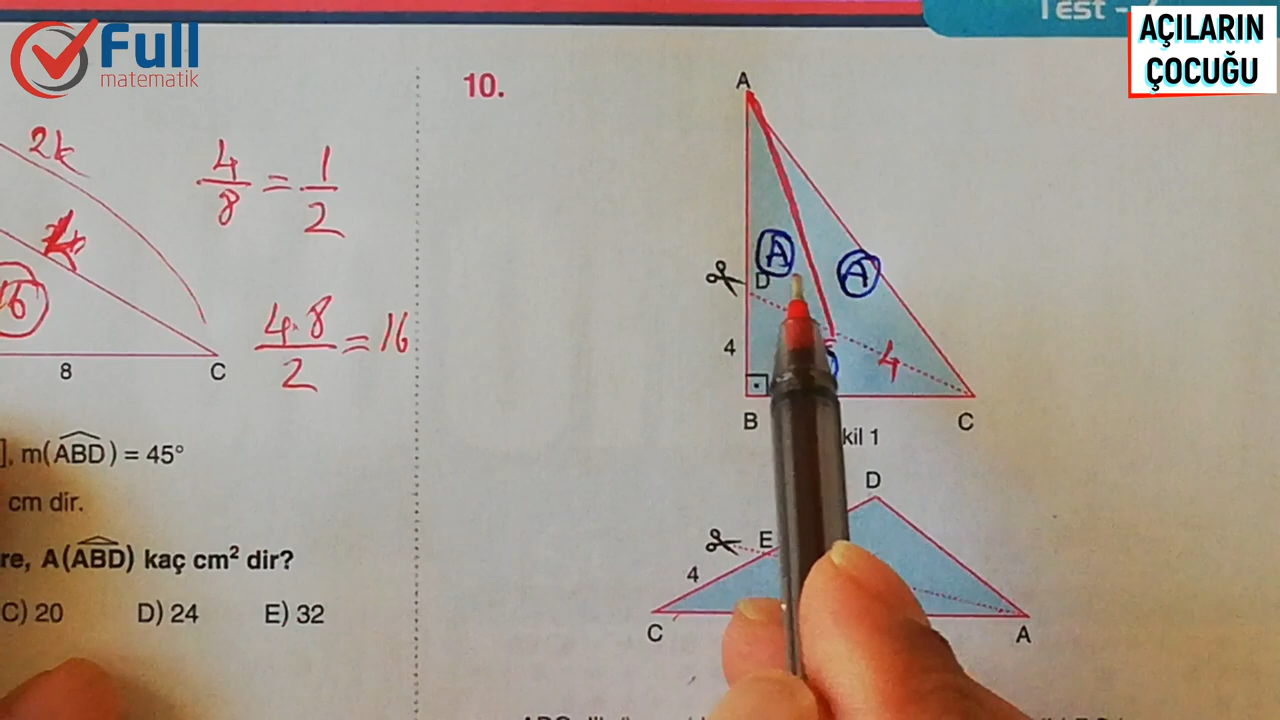 Full
matematik
Test -
AÇILARIN
ÇOCUĞU
2k
4/8 = 1/2
16
8
C
4.8/2 = 16
], m(ABD) = 45°
cm dir.
re, A(ABD) kaç cm² dir?
C) 20 D) 24 E) 32
10.
A
A
A
D
4
4
B
C
kil 1
D
E
4
C
A